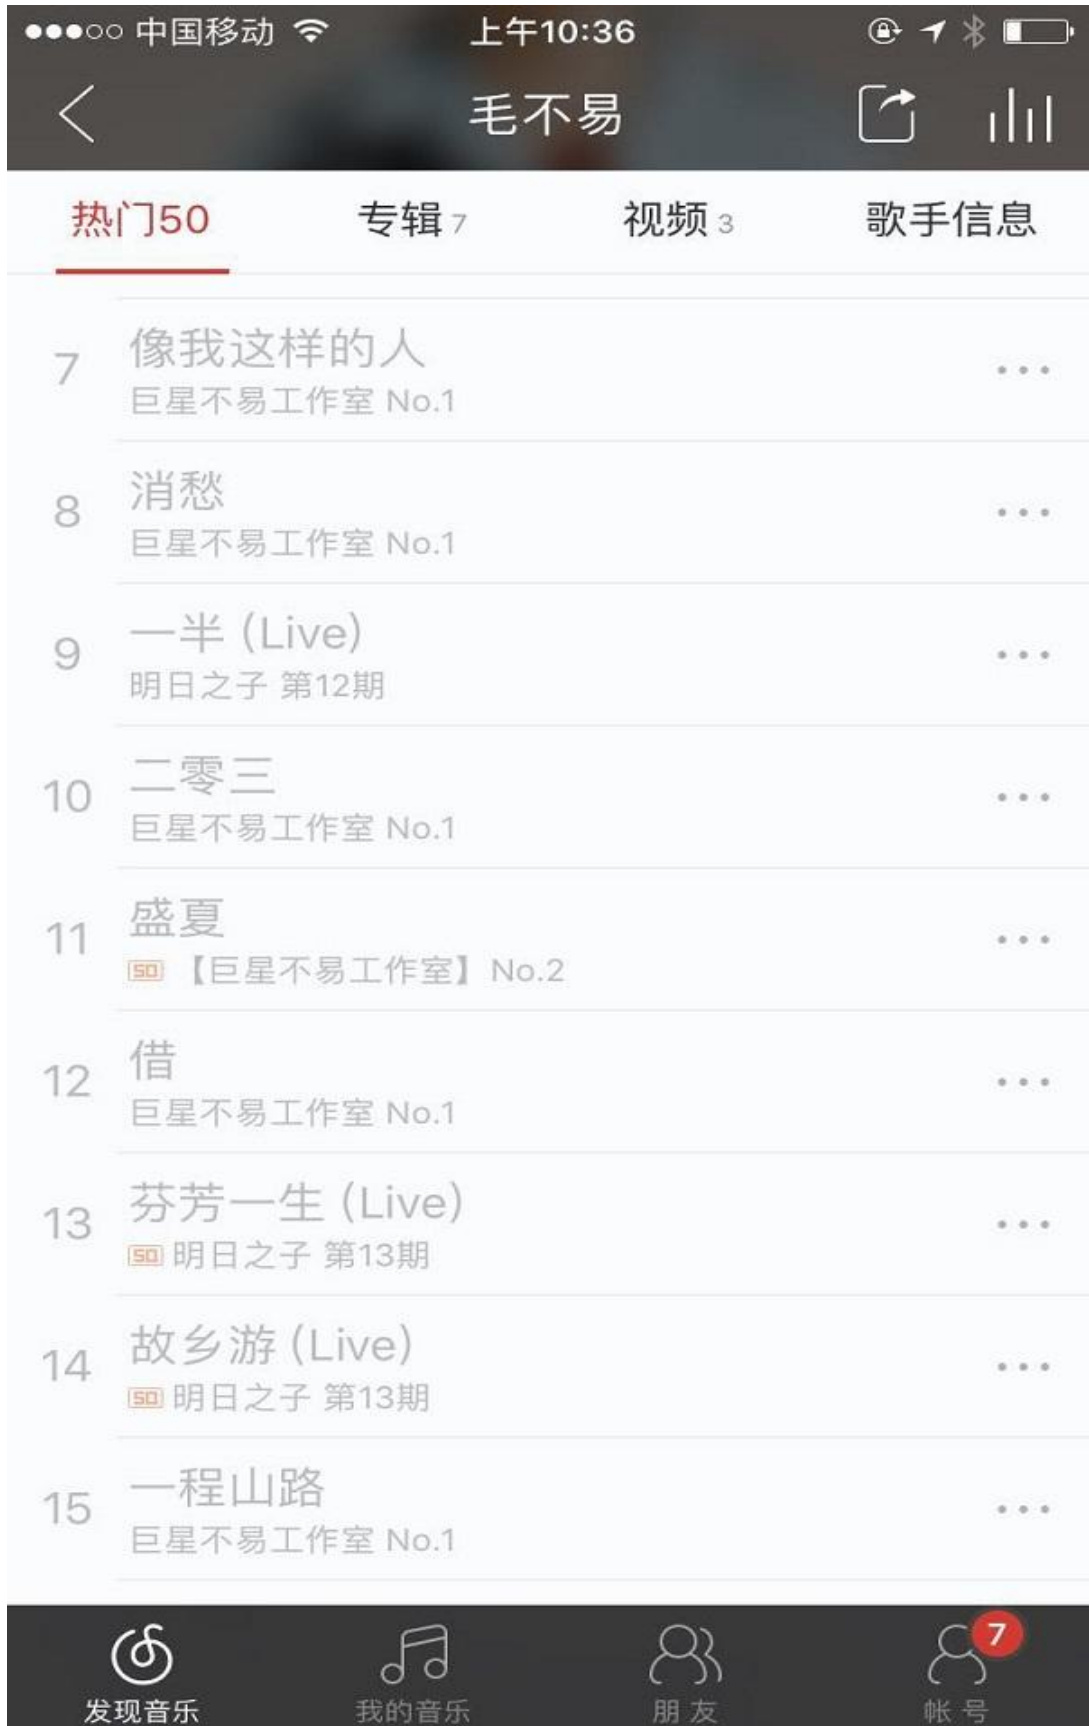 中国移动 上午10:36
毛不易
热门50 专辑 7 视频 3 歌手信息
7 像我这样的人
巨星不易工作室 No.1
8 消愁
巨星不易工作室 No.1
9 一半 (Live)
明日之子 第12期
10 二零三
巨星不易工作室 No.1
11 盛夏
SQ 【巨星不易工作室】No.2
12 借
巨星不易工作室 No.1
13 芬芳一生 (Live)
SQ 明日之子 第13期
14 故乡游 (Live)
SQ 明日之子 第13期
15 一程山路
巨星不易工作室 No.1
7
发现音乐 我的音乐 朋友 帐号